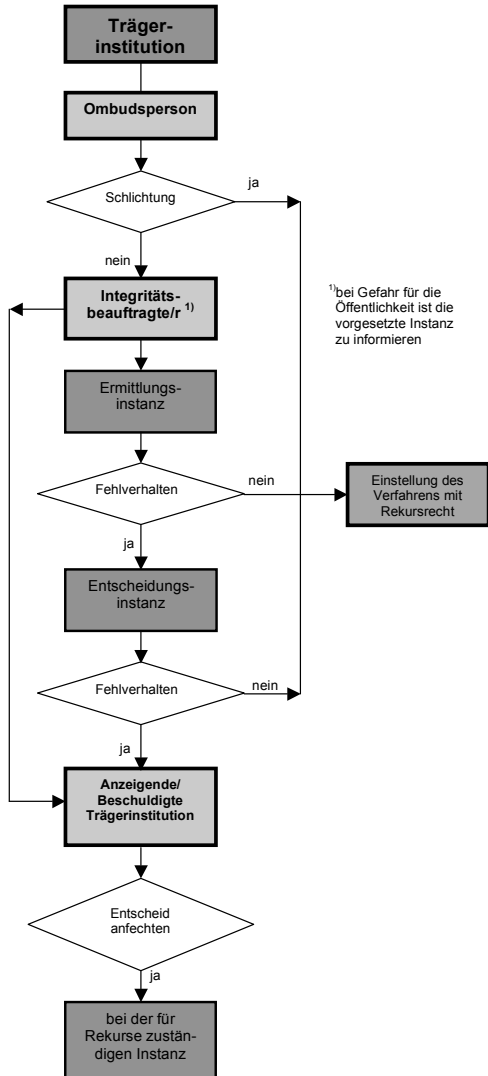 Träger-
institution
Ombudsperson
Schlichtung
ja
nein
Integritäts-
beauftragte/r 1)
1)bei Gefahr für die
Öffentlichkeit ist die
vorgesetzte Instanz
zu informieren
Ermittlungs-
instanz
Fehlverhalten
nein
Einstellung des
Verfahrens mit
Rekursrecht
ja
Entscheidungs-
instanz
Fehlverhalten
nein
ja
Anzeigende/
Beschuldigte
Trägerinstitution
Entscheid
anfechten
ja
bei der für
Rekurse zustän-
digen Instanz